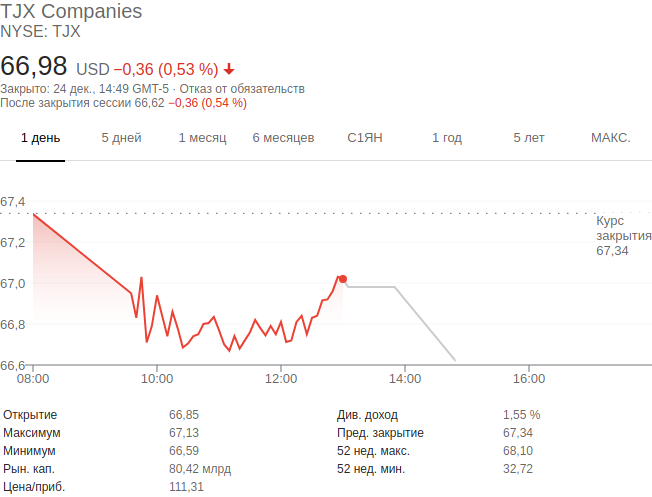 TJX Companies
NYSE: TJX
66,98 USD −0,36 (0,53 %)
Закрыто: 24 дек., 14:49 GMT-5 · Отказ от обязательств
После закрытия сессии 66,62 −0,36 (0,54 %)
1 день 5 дней 1 месяц 6 месяцев С1ЯН 1 год 5 лет МАКС.
67,4
67,2
67,0
66,8
66,6
Курс
закрытия
67,34
08:00 10:00 12:00 14:00 16:00
Открытие 66,85 Див. доход 1,55 %
Максимум 67,13 Пред. закрытие 67,34
Минимум 66,59 52 нед. макс. 68,10
Рын. кап. 80,42 млрд 52 нед. мин. 32,72
Цена/приб. 111,31